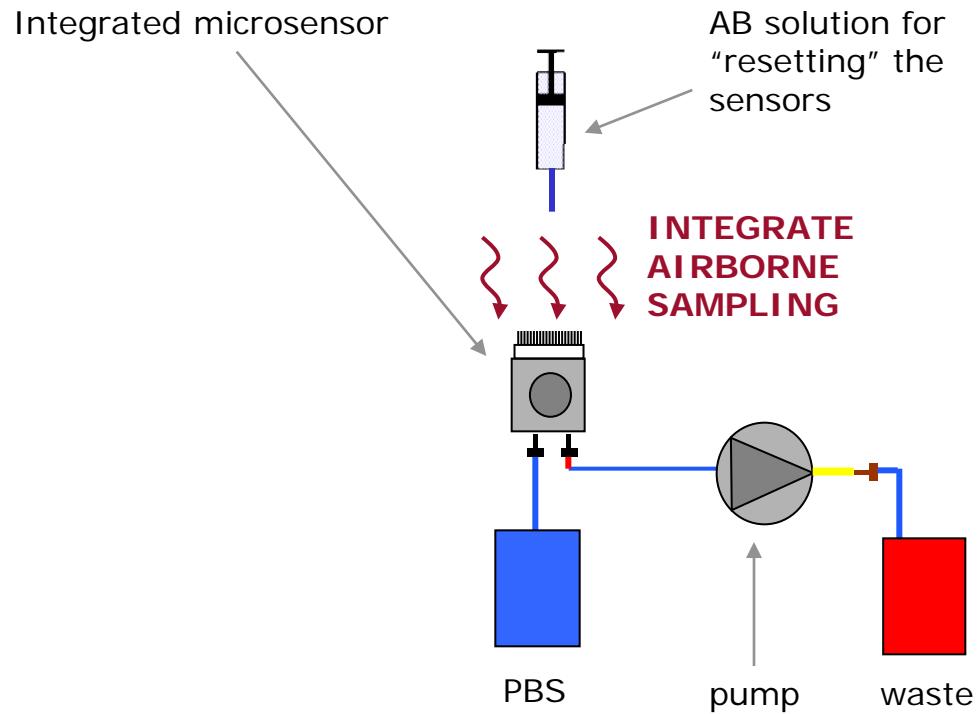 Integrated microsensor
AB solution for
"resetting" the
sensors
INTEGRATE
AIRBORNE
SAMPLING
PBS
pump
waste